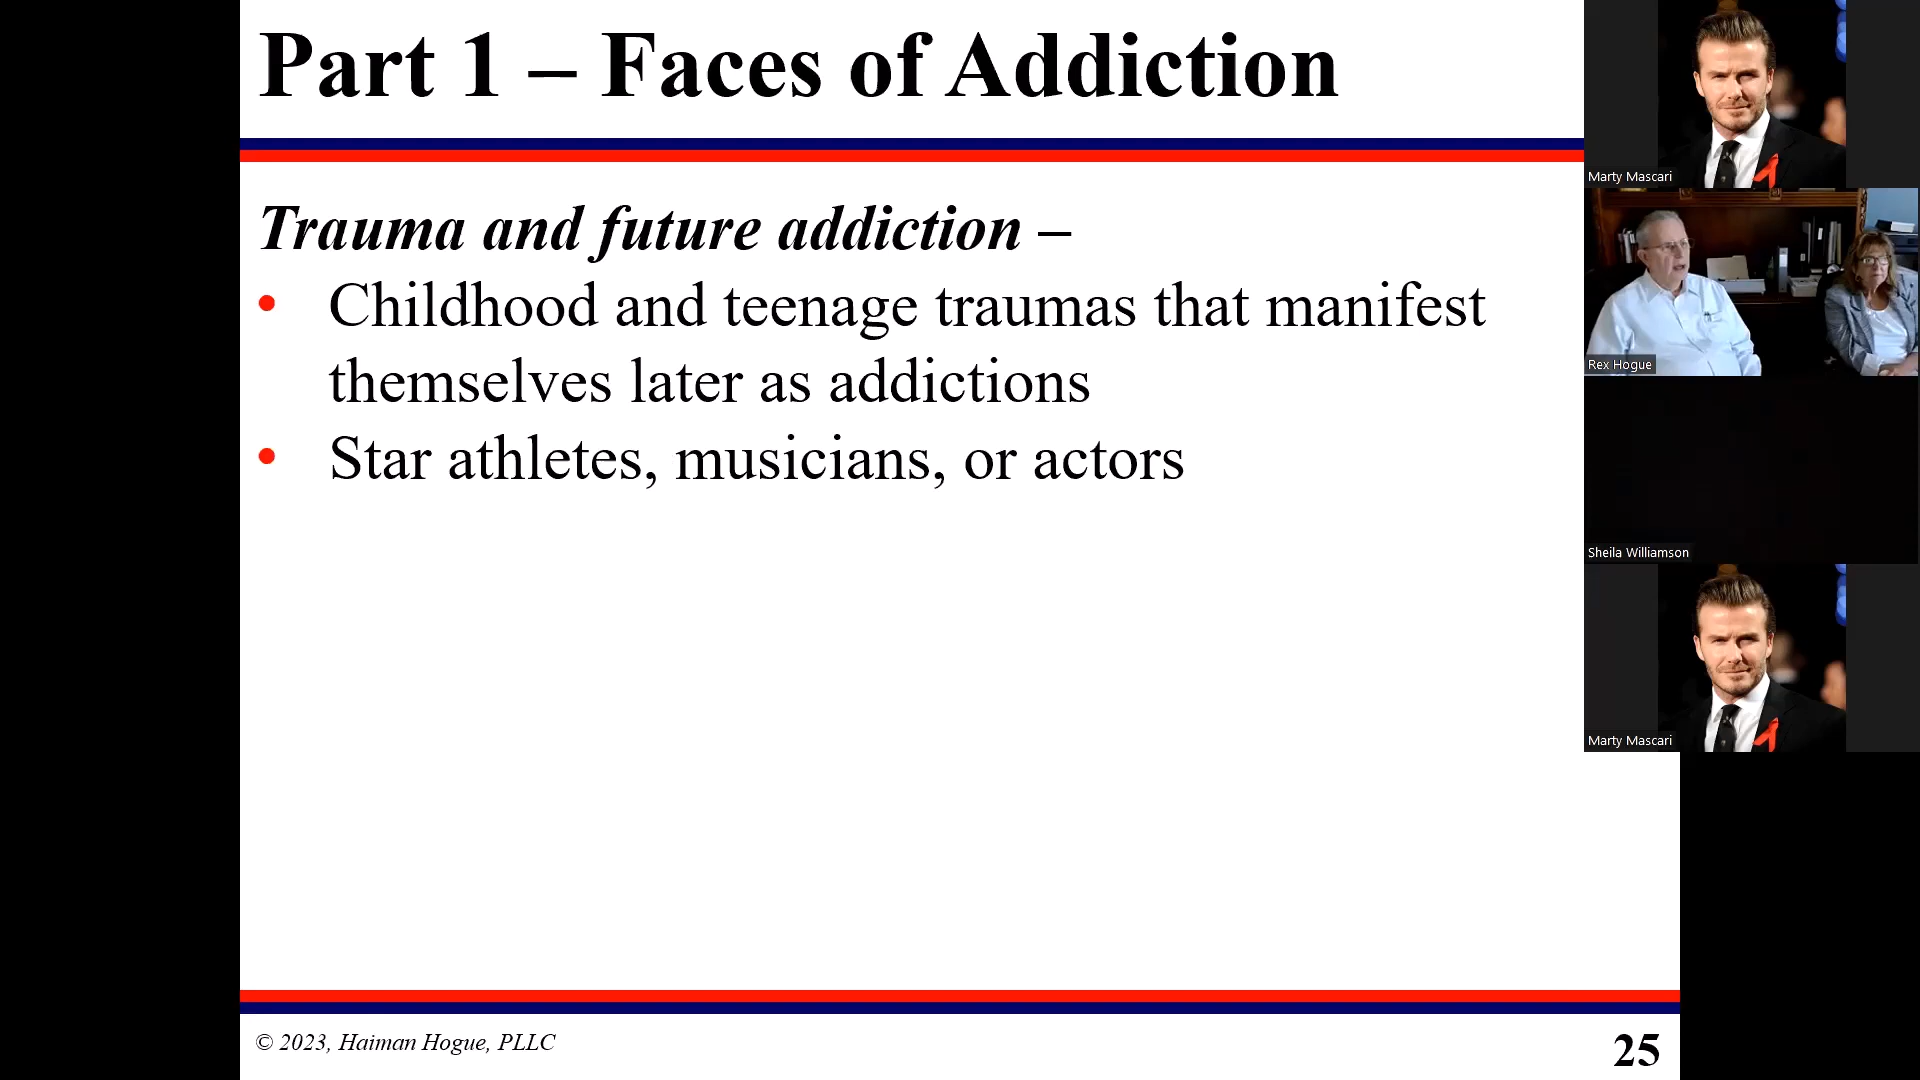 Part 1 – Faces of Addiction
Trauma and future addiction –
• Childhood and teenage traumas that manifest
themselves later as addictions
• Star athletes, musicians, or actors
© 2023, Haiman Hogue, PLLC
25
Marty Mascari
Rex Hogue
Sheila Williamson
Marty Mascari